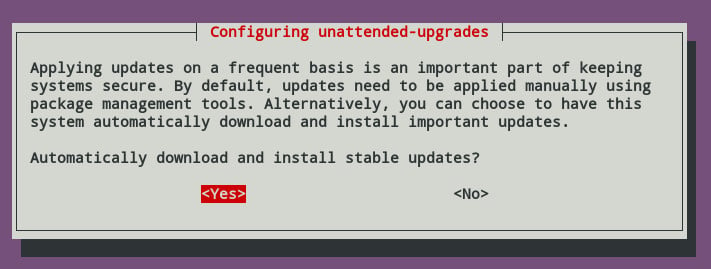 Configuring unattended-upgrades
Applying updates on a frequent basis is an important part of keeping
systems secure. By default, updates need to be applied manually using
package management tools. Alternatively, you can choose to have this
system automatically download and install important updates.
Automatically download and install stable updates?
<Yes> <No>